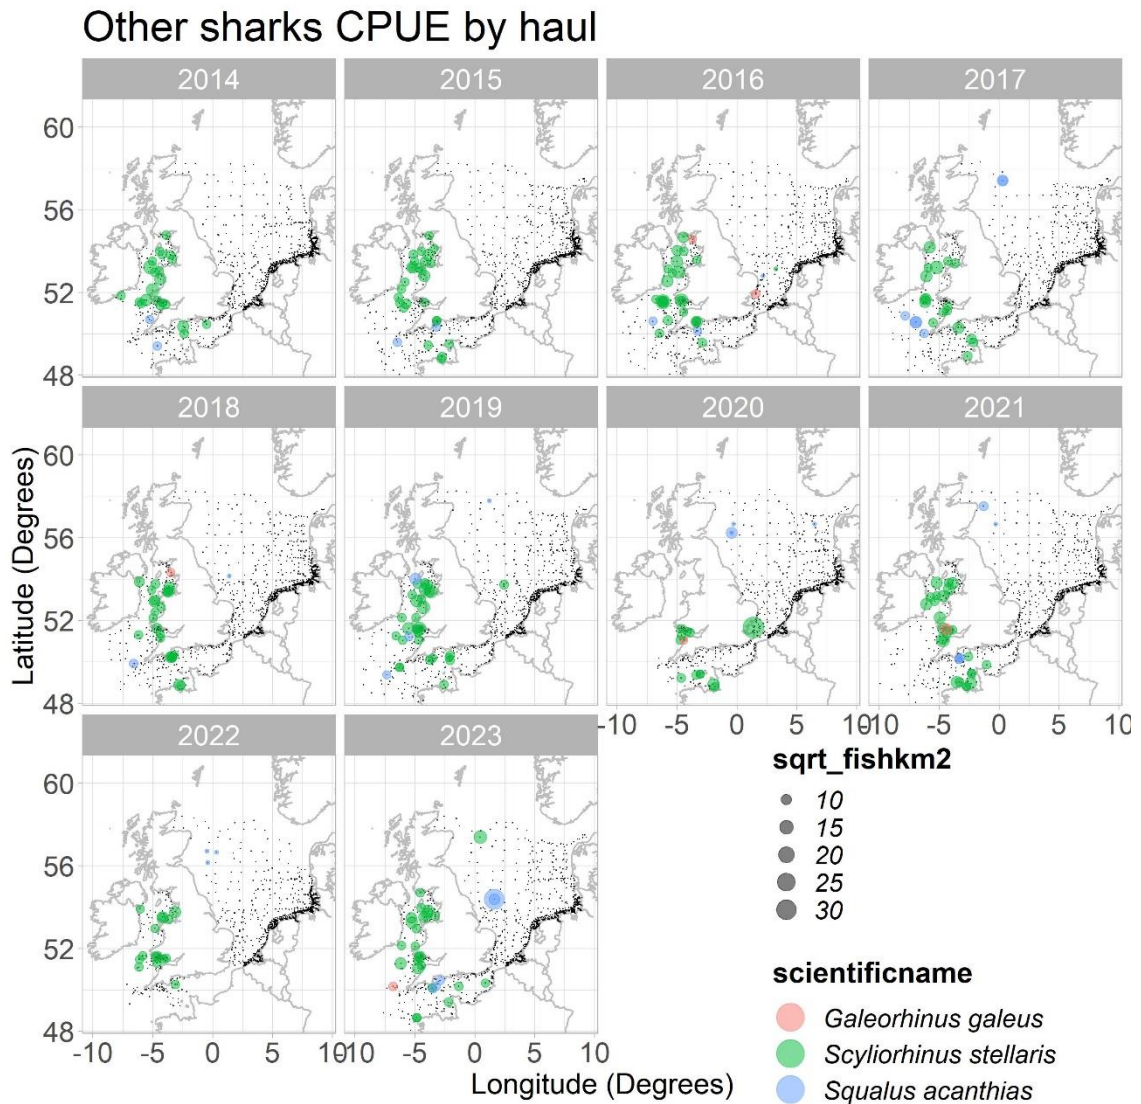 Other sharks CPUE by haul
2014 2015 2016 2017
60
56
52
48
2018 2019 2020 2021
60
56
52
48
-10 -5 0 5 10 -10 -5 0 5 10
2022 2023
60
56
52
48
-10 -5 0 5 10 -10 -5 0 5 10
Latitude (Degrees)
Longitude (Degrees)
sqrt_fishkm2
10
15
20
25
30
scientificname
Galeorhinus galeus
Scyliorhinus stellaris
Squalus acanthias